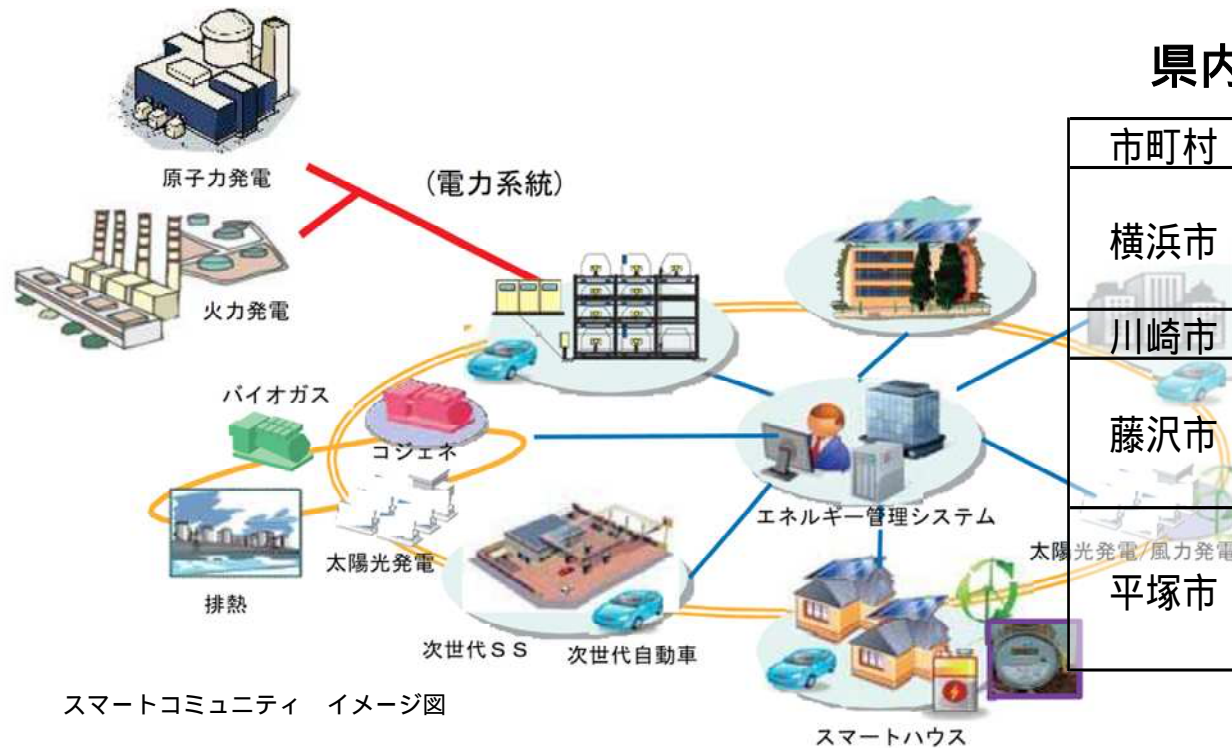 原子力発電
(電力系統)
火力発電
バイオガス
コジェネ
排熱
太陽光発電
次世代ＳＳ
次世代自動車
エネルギー管理システム
太陽光発電/風力発電
スマートハウス
スマートコミュニティ　イメージ図
県内
市町村
横浜市
川崎市
藤沢市
平塚市